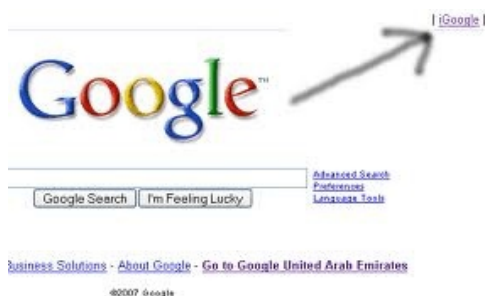 | iGoogle |
Google™
Advanced Search
Preferences
Language Tools
Google Search I'm Feeling Lucky
Business Solutions - About Google - Go to Google United Arab Emirates
©2007 Google